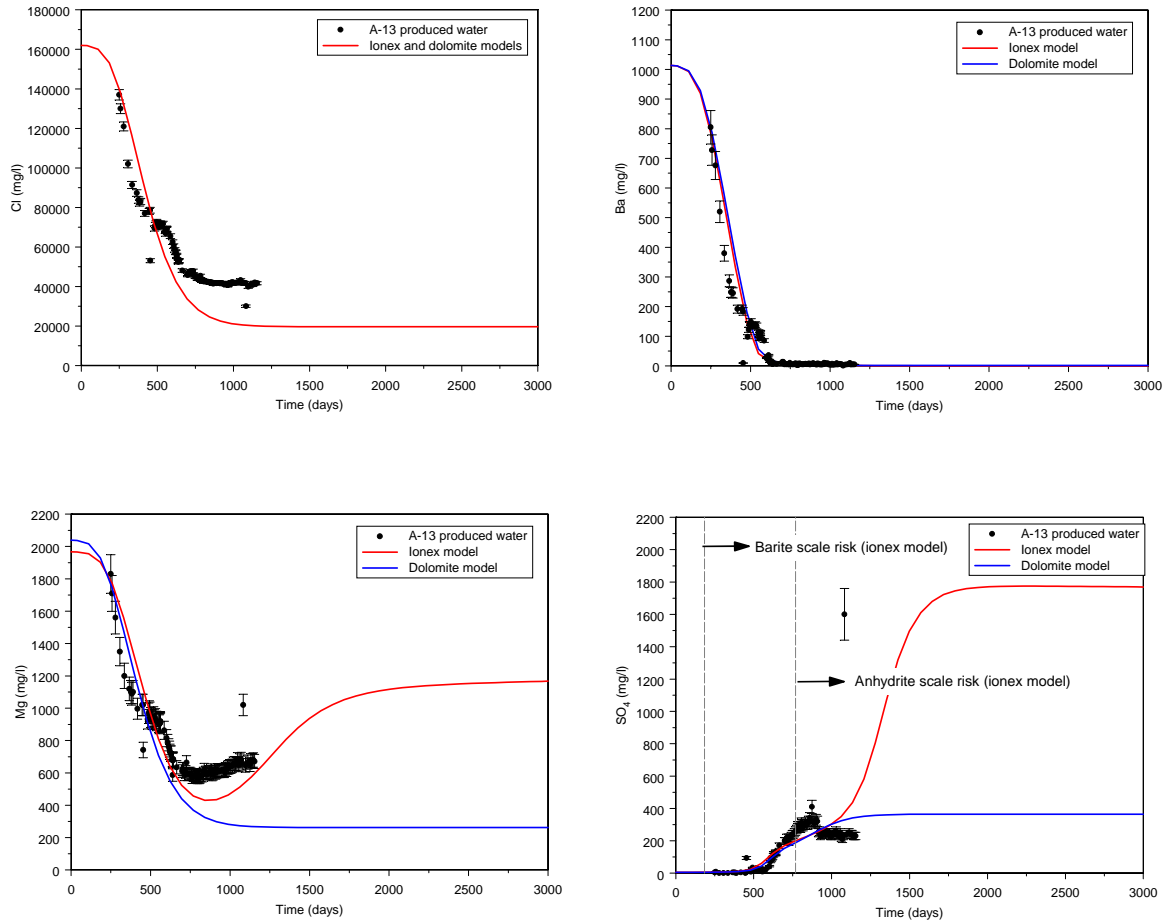 180000
160000
140000
120000
100000
80000
60000
40000
20000
0
Cl (mg/l)
A-13 produced water
Ionex and dolomite models
0 500 1000 1500 2000 2500 3000
Time (days)
1200
1100
1000
900
800
700
600
500
400
300
200
100
0
Ba (mg/l)
A-13 produced water
Ionex model
Dolomite model
0 500 1000 1500 2000 2500 3000
Time (days)
2200
2000
1800
1600
1400
1200
1000
800
600
400
200
0
Mg (mg/l)
A-13 produced water
Ionex model
Dolomite model
0 500 1000 1500 2000 2500 3000
Time (days)
2200
2000
1800
1600
1400
1200
1000
800
600
400
200
0
SO4 (mg/l)
A-13 produced water
Ionex model
Dolomite model
Barite scale risk (ionex model)
Anhydrite scale risk (ionex model)
0 500 1000 1500 2000 2500 3000
Time (days)